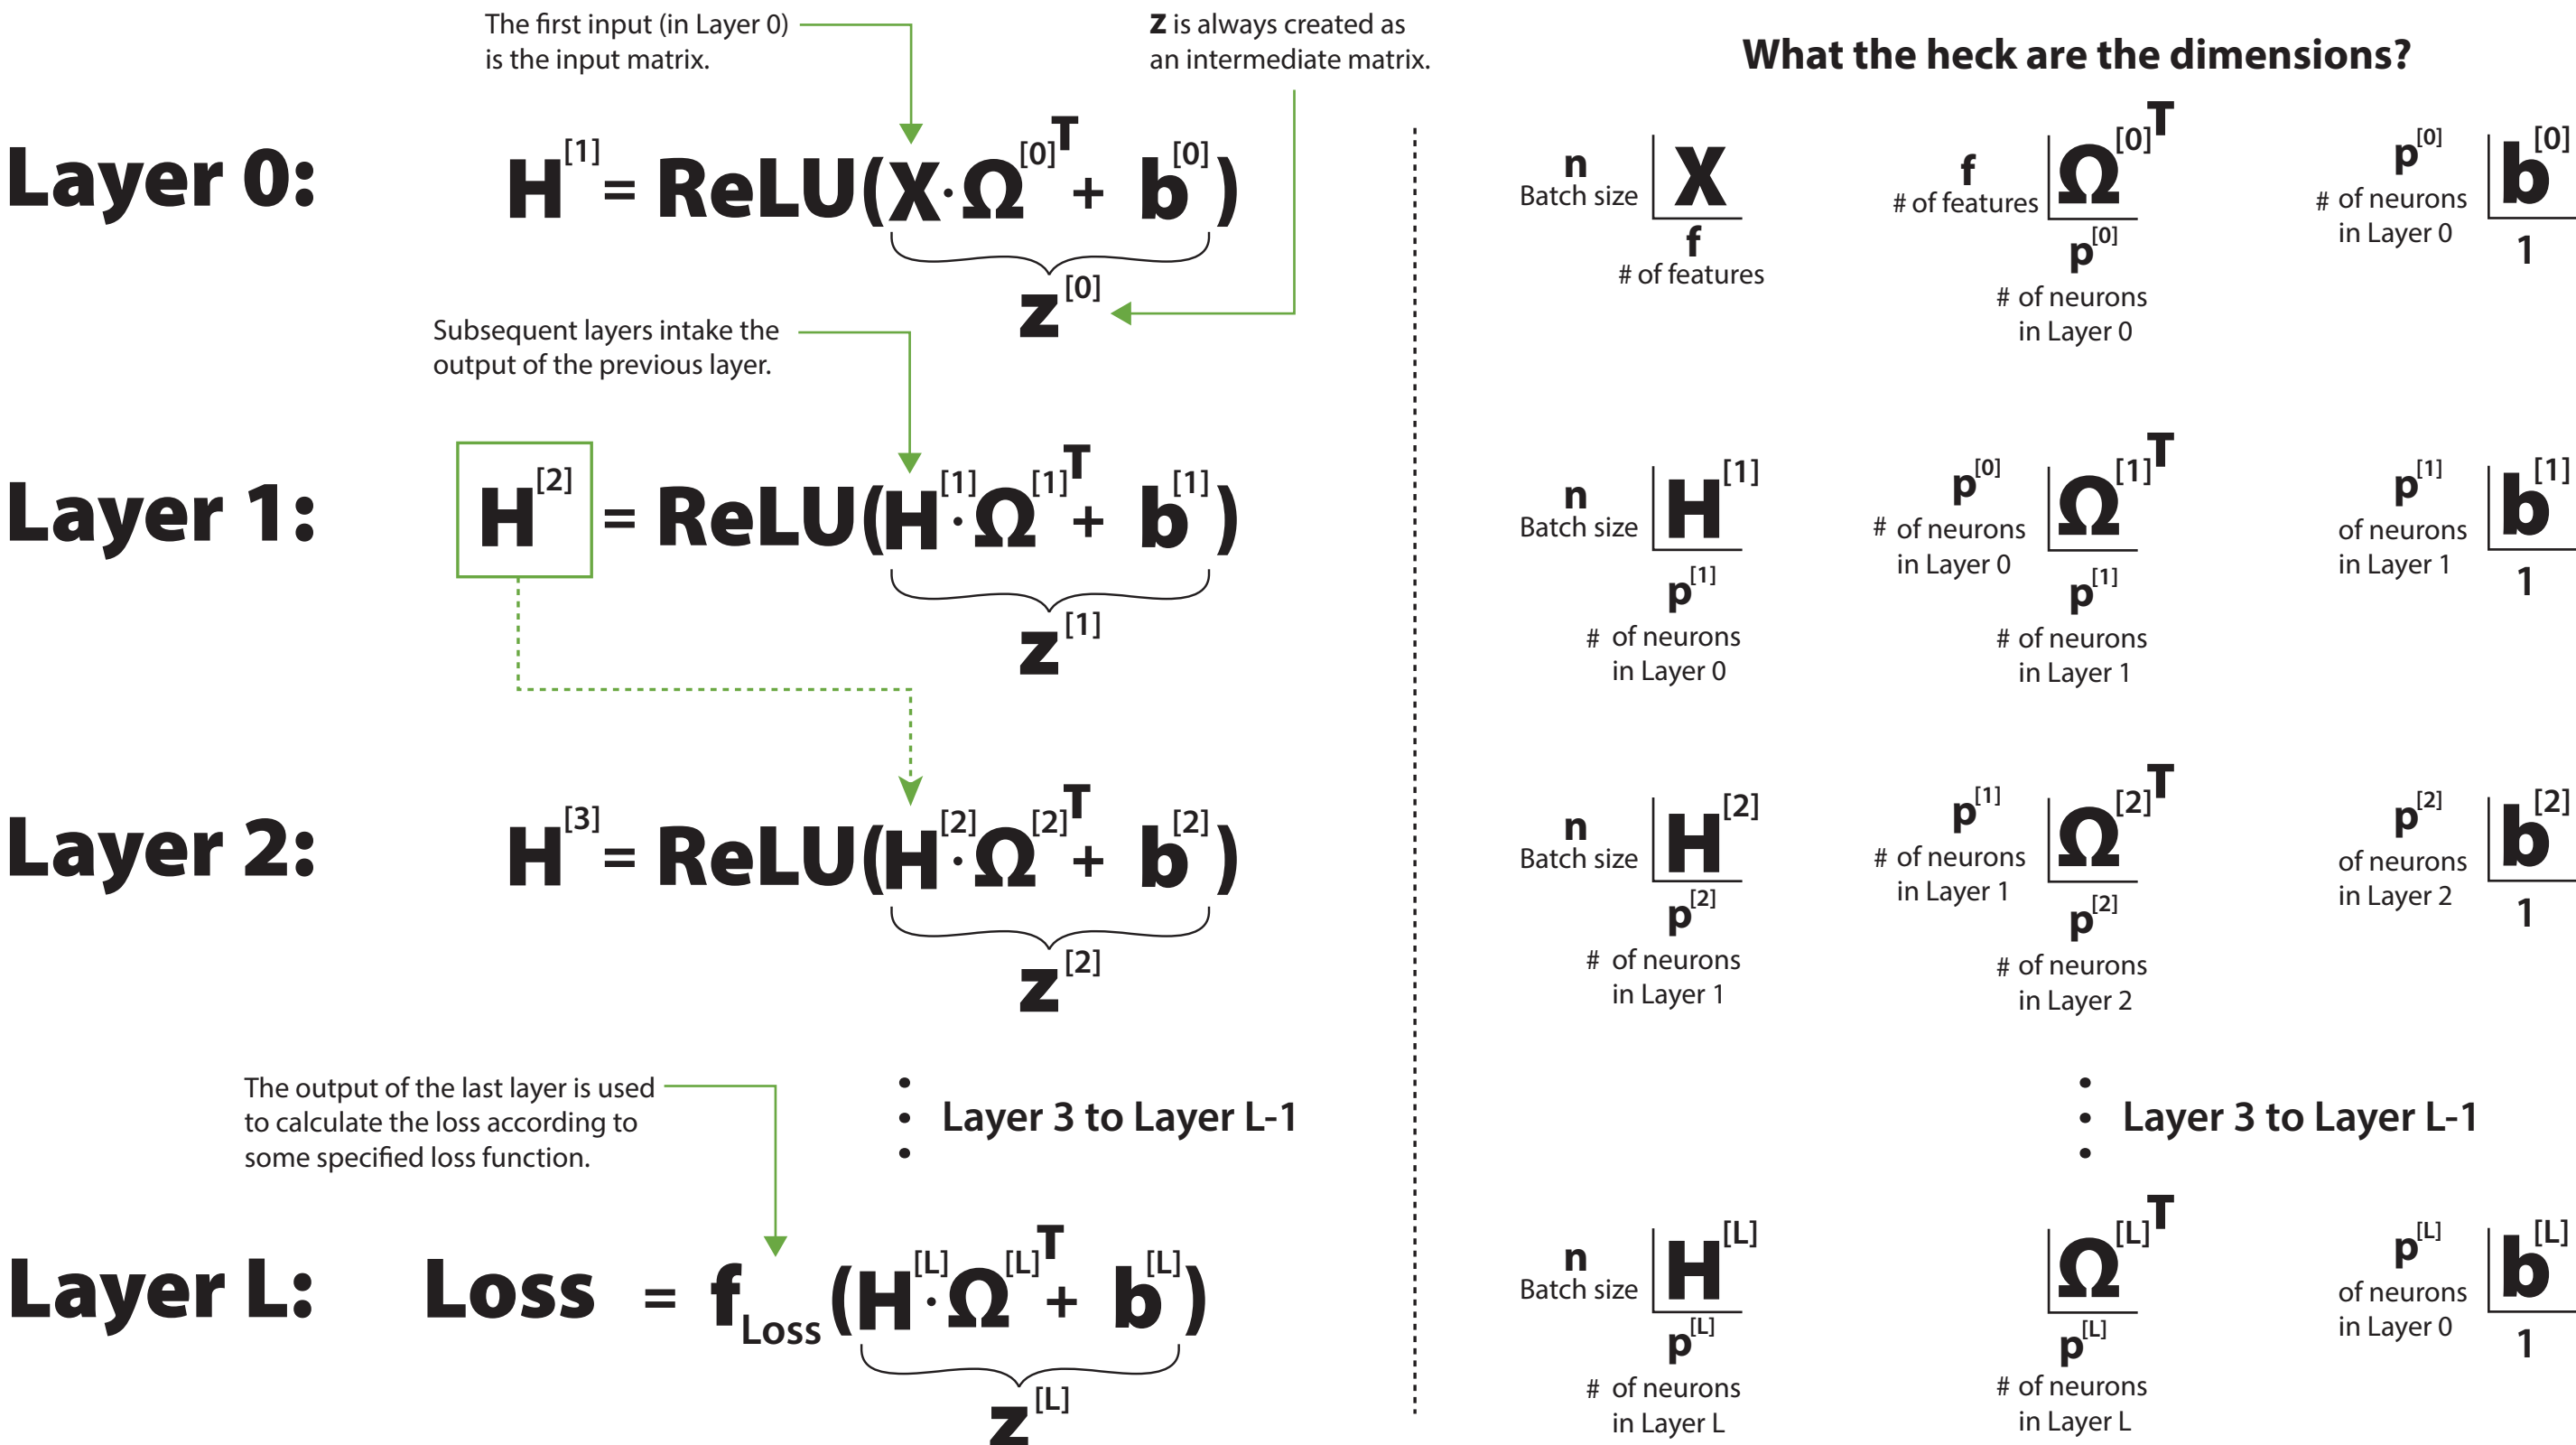 The first input (in Layer 0)
is the input matrix.
z is always created as
an intermediate matrix.
Layer 0: H[1] = ReLU(X·Ω[0]T + b[0])
z[0]
Subsequent layers intake the
output of the previous layer.
Layer 1: H[2] = ReLU(H[1]·Ω[1]T + b[1])
z[1]
Layer 2: H[3] = ReLU(H[2]·Ω[2]T + b[2])
z[2]
Layer 3 to Layer L-1
The output of the last layer is used
to calculate the loss according to
some specified loss function.
Layer L: Loss = fLoss(H[L]·Ω[L]T + b[L])
z[L]
What the heck are the dimensions?
n
Batch size
X
f
# of features
f
# of features
Ω[0]T
p[0]
# of neurons
in Layer 0
p[0]
# of neurons
in Layer 0
b[0]
1
n
Batch size
H[1]
p[1]
# of neurons
in Layer 0
p[0]
# of neurons
in Layer 0
Ω[1]T
p[1]
# of neurons
in Layer 1
p[1]
of neurons
in Layer 1
b[1]
1
n
Batch size
H[2]
p[2]
# of neurons
in Layer 1
p[1]
# of neurons
in Layer 1
Ω[2]T
p[2]
# of neurons
in Layer 2
p[2]
of neurons
in Layer 2
b[2]
1
Layer 3 to Layer L-1
n
Batch size
H[L]
p[L]
# of neurons
in Layer L
Ω[L]T
p[L]
# of neurons
in Layer L
p[L]
of neurons
in Layer 0
b[L]
1